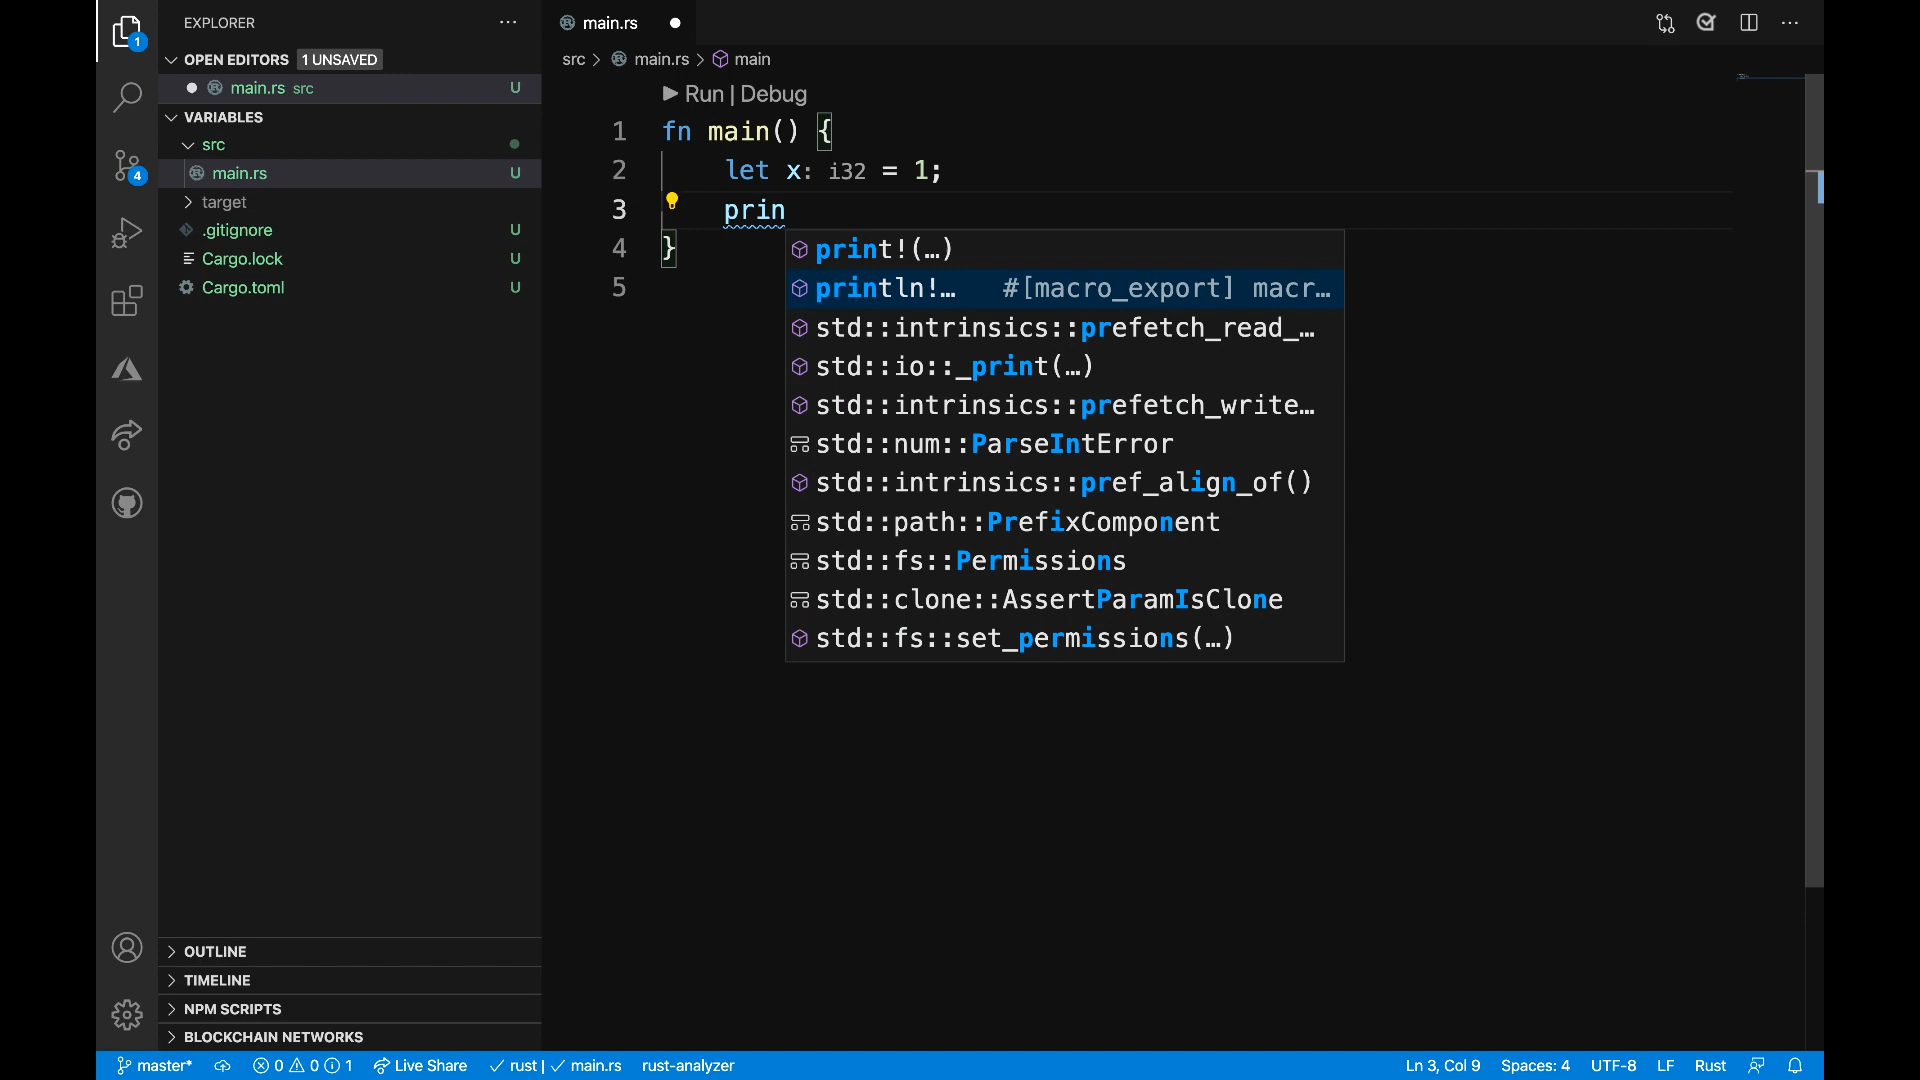 EXPLORER
1
OPEN EDITORS 1 UNSAVED
main.rs src U
VARIABLES
src
main.rs U
target
.gitignore U
Cargo.lock U
Cargo.toml U
4
OUTLINE
TIMELINE
NPM SCRIPTS
BLOCKCHAIN NETWORKS
main.rs
src > main.rs > main
Run | Debug
1 fn main() {
2 let x: i32 = 1;
3 prin
4 }
5
print!(…)
println!… #[macro_export] macr…
std::intrinsics::prefetch_read_…
std::io::_print(…)
std::intrinsics::prefetch_write…
std::num::ParseIntError
std::intrinsics::pref_align_of()
std::path::PrefixComponent
std::fs::Permissions
std::clone::AssertParamIsClone
std::fs::set_permissions(…)
master* 0 0 1 Live Share rust | main.rs rust-analyzer Ln 3, Col 9 Spaces: 4 UTF-8 LF Rust